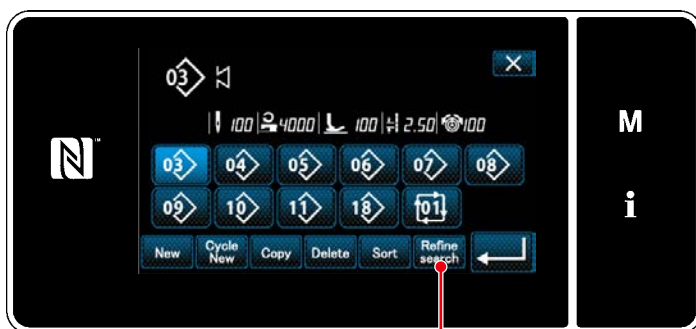 03
100 4000 100 2.50 100
M
03 04 05 06 07 08
i
09 10 11 18 01
New Cycle New Copy Delete Sort Refine search